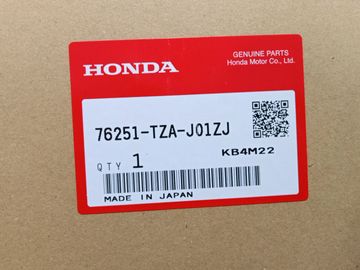 GENUINE PARTS
HONDA
Honda Motor Co., Ltd.
76251-TZA-J01ZJ
QTY 1
KB4M22
MADE IN JAPAN